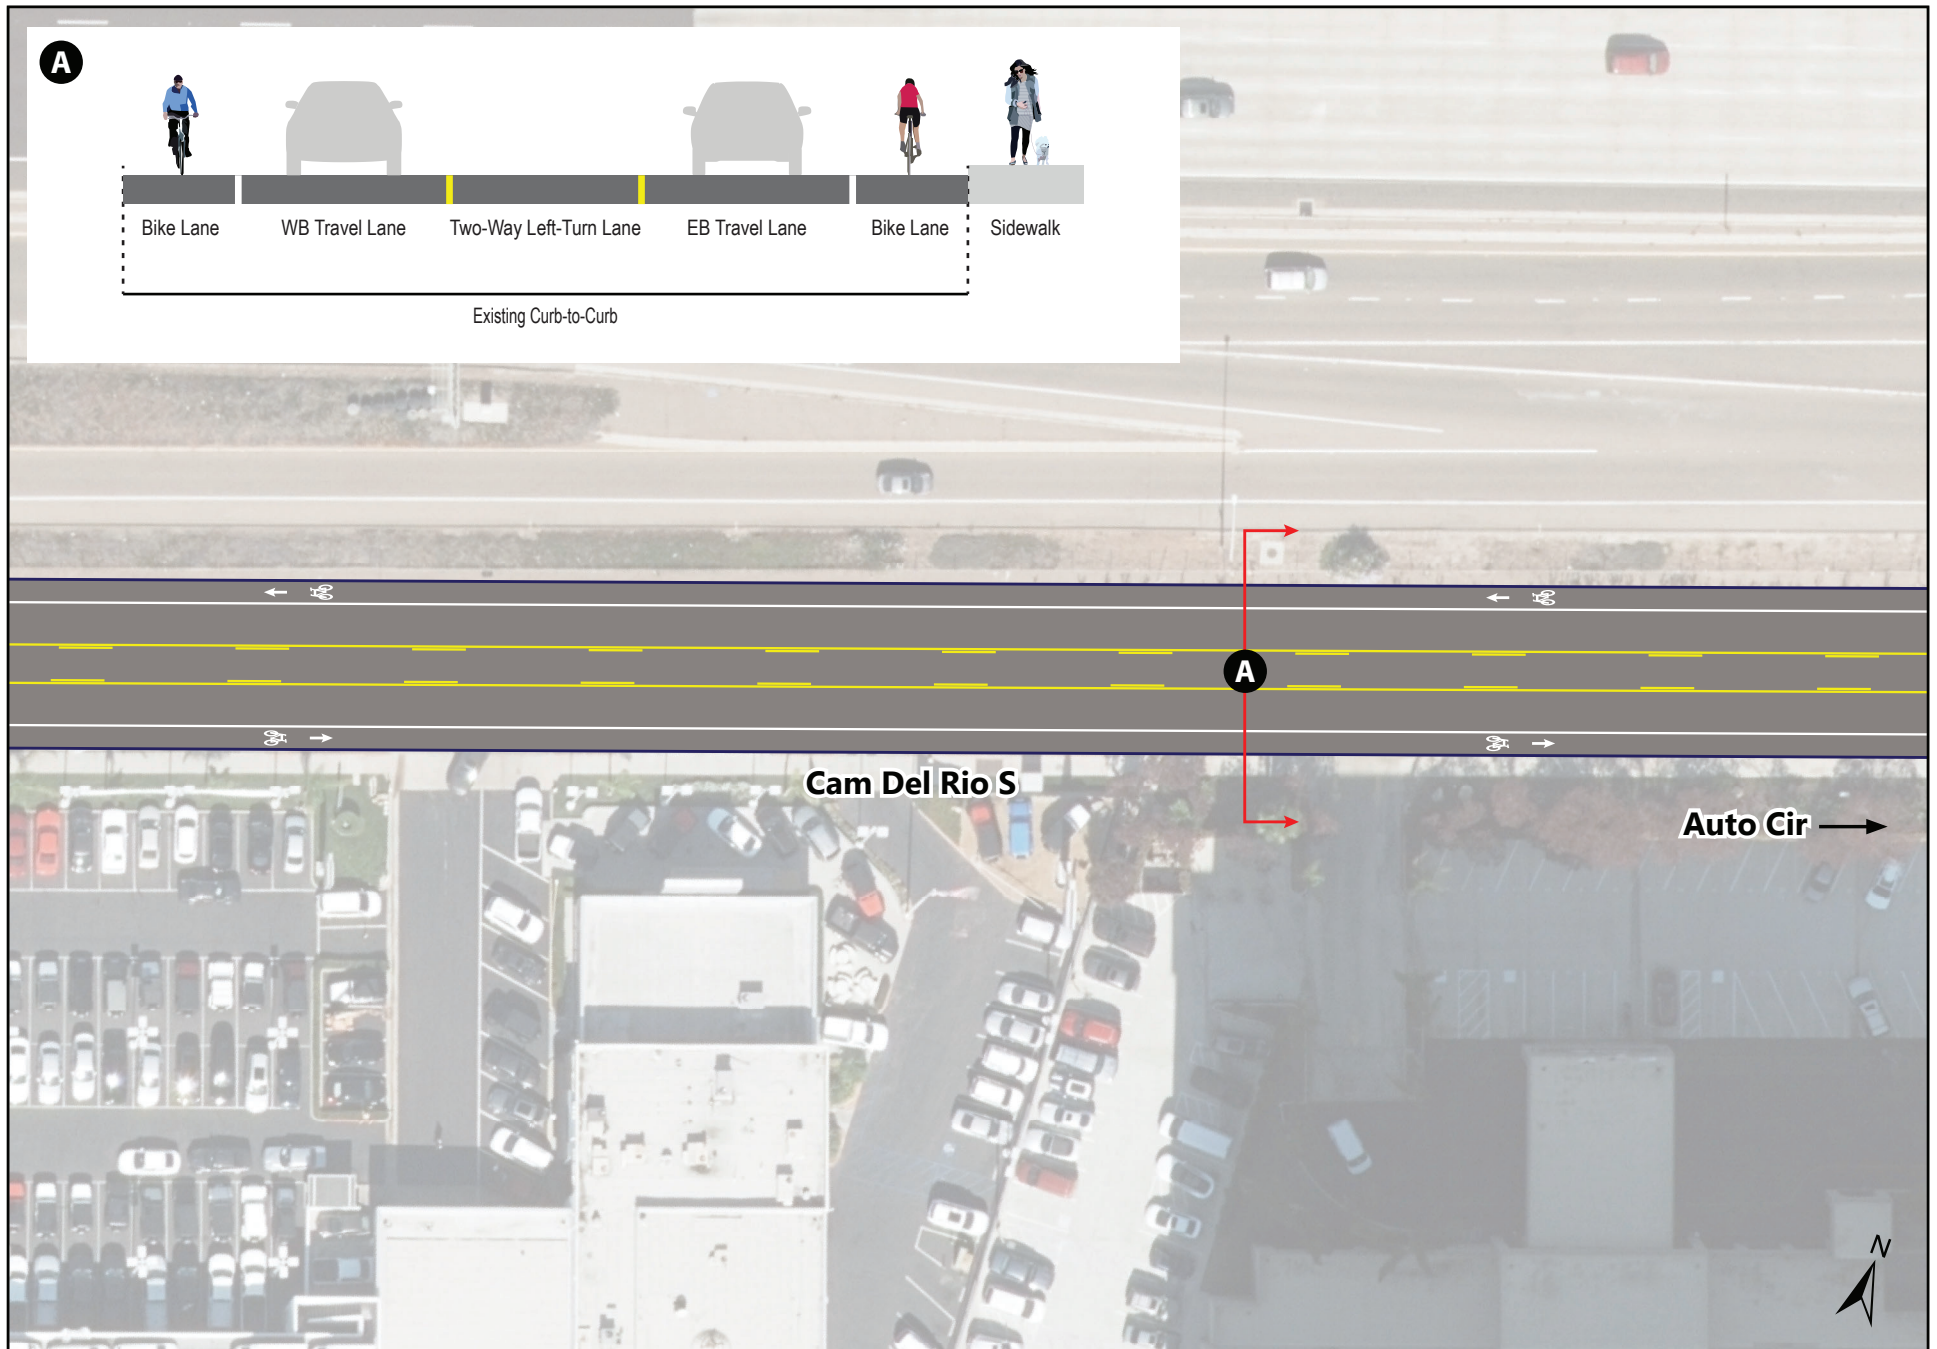 A
Bike Lane
WB Travel Lane
Two-Way Left-Turn Lane
EB Travel Lane
Bike Lane
Sidewalk
Existing Curb-to-Curb
A
Cam Del Rio S
Auto Cir
N